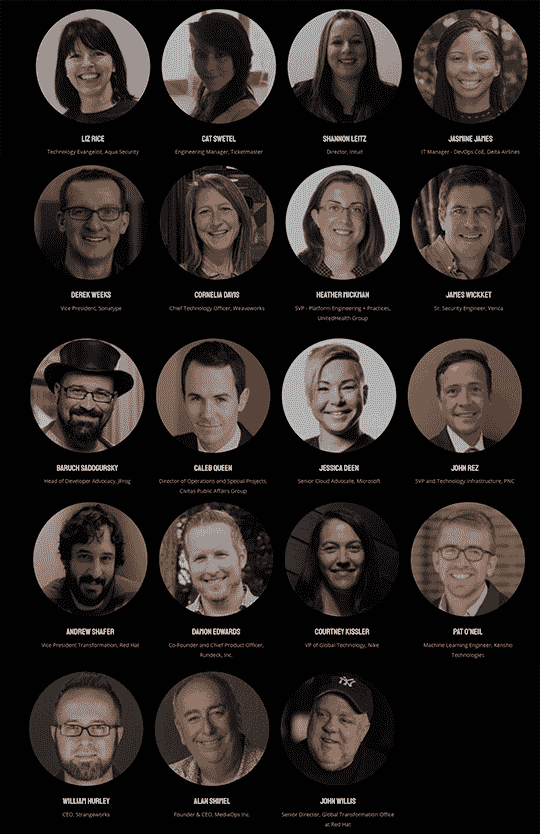 LIZ RICE
Technology Evangelist, Aqua Security
CAT SWETEL
Engineering Manager, Ticketmaster
SHANNON LEITZ
Director, Intuit
JASMINE JAMES
IT Manager - DevOps CoE, Delta Airlines
DEREK WEEKS
Vice President, Sonatype
CORNELIA DAVIS
Chief Technology Officer, Weaveworks
HEATHER MICKMAN
SVP - Platform Engineering + Practices,
UnitedHealth Group
JAMES WICKKET
Sr. Security Engineer, Verica
BARUCH SADOGURSKY
Head of Developer Advocacy, JFrog
CALEB QUEEN
Director of Operations and Special Projects,
Civitas Public Affairs Group
JESSICA DEEN
Senior Cloud Advocate, Microsoft
JOHN REZ
SVP and Technology Infrastructure, PNC
ANDREW SHAFER
Vice President Transformation, Red Hat
DAMON EDWARDS
Co-Founder and Chief Product Officer,
Rundeck, Inc.
COURTNEY KISSLER
VP of Global Technology, Nike
PAT O'NEIL
Machine Learning Engineer, Kensho
Technologies
WILLIAM HURLEY
CEO, Strangeworks
ALAN SHIMEL
Founder & CEO, MediaOps Inc.
JOHN WILLIS
Senior Director, Global Transformation Office
at Red Hat